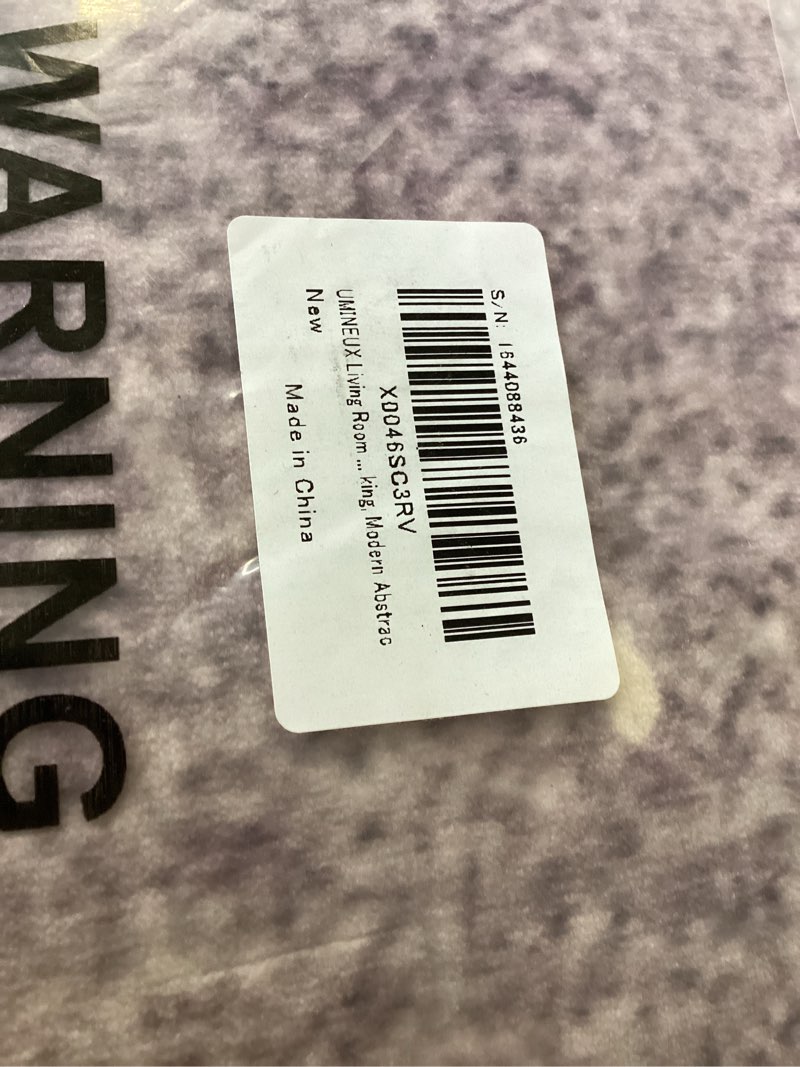 WARNING
S/N: 1644088436
X0046SC3RV
UMINEUX Living Room ... king, Modern Abstrac
New
Made in China